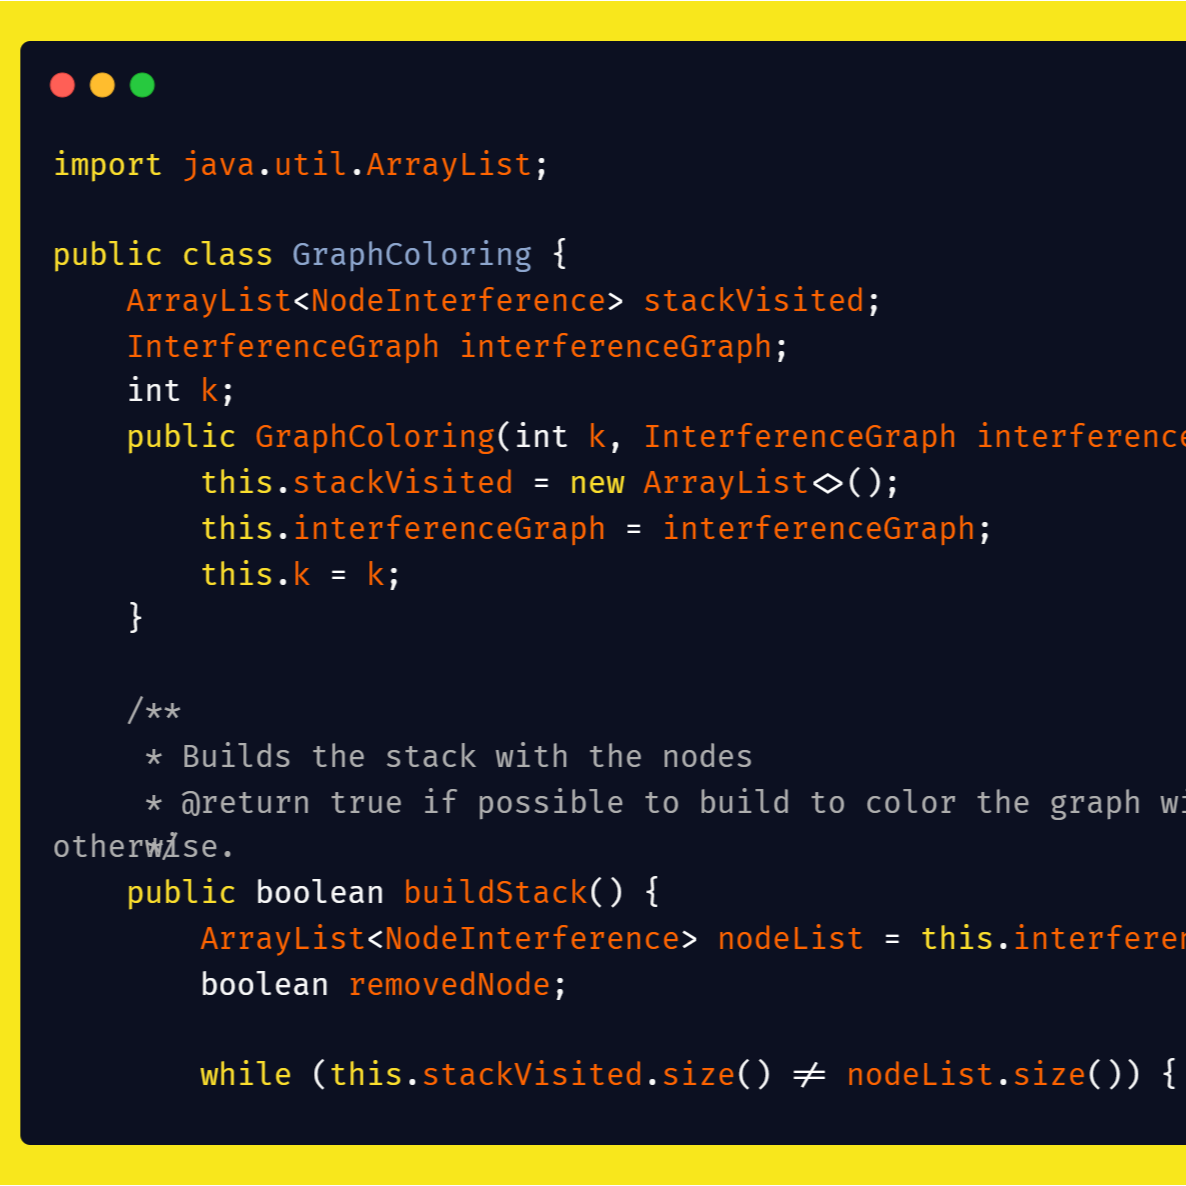 import java.util.ArrayList;
public class GraphColoring {
    ArrayList<NodeInterference> stackVisited;
    InterferenceGraph interferenceGraph;
    int k;
    public GraphColoring(int k, InterferenceGraph interference
        this.stackVisited = new ArrayList<>();
        this.interferenceGraph = interferenceGraph;
        this.k = k;
    }
    /**
     * Builds the stack with the nodes
     * @return true if possible to build to color the graph wi
otherwise.
     */
    public boolean buildStack() {
        ArrayList<NodeInterference> nodeList = this.interferen
        boolean removedNode;
        while (this.stackVisited.size() != nodeList.size()) {